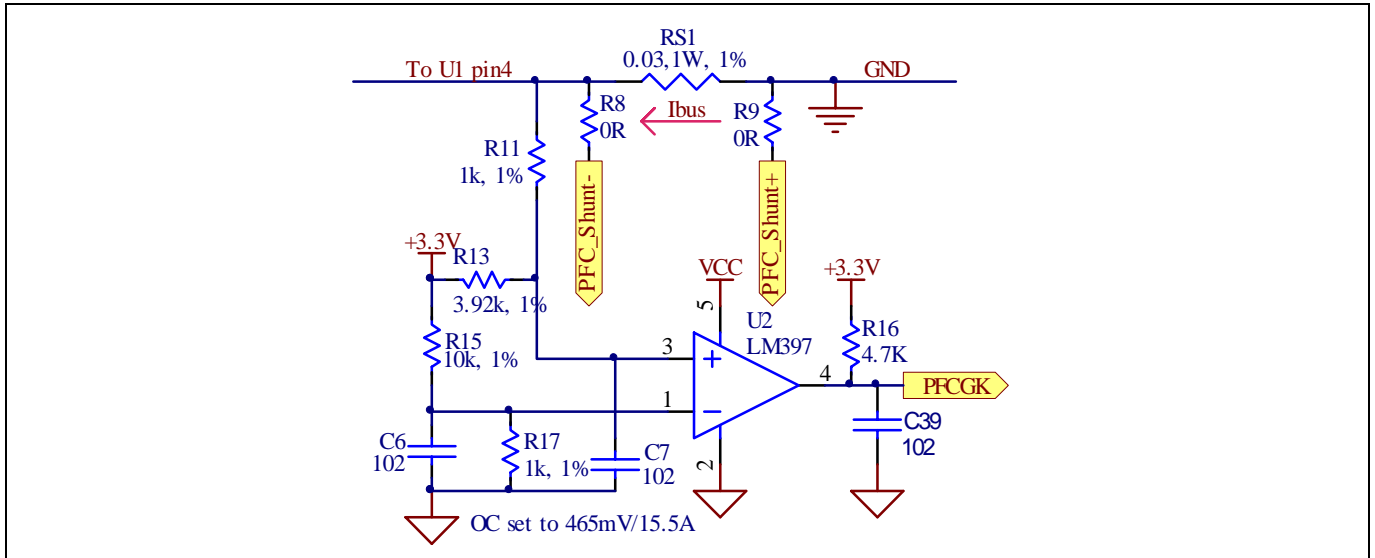 RS1
0.03,1W, 1%
To U1 pin4
GND
R8
0R
Ibus
R9
0R
R11
1k, 1%
PFC_Shunt-
PFC_Shunt+
+3.3V
R13
3.92k, 1%
VCC
+3.3V
5
U2
LM397
R15
10k, 1%
R16
4.7K
3
4
PFCGK
1
C6
102
R17
1k, 1%
C7
102
2
C39
102
OC set to 465mV/15.5A